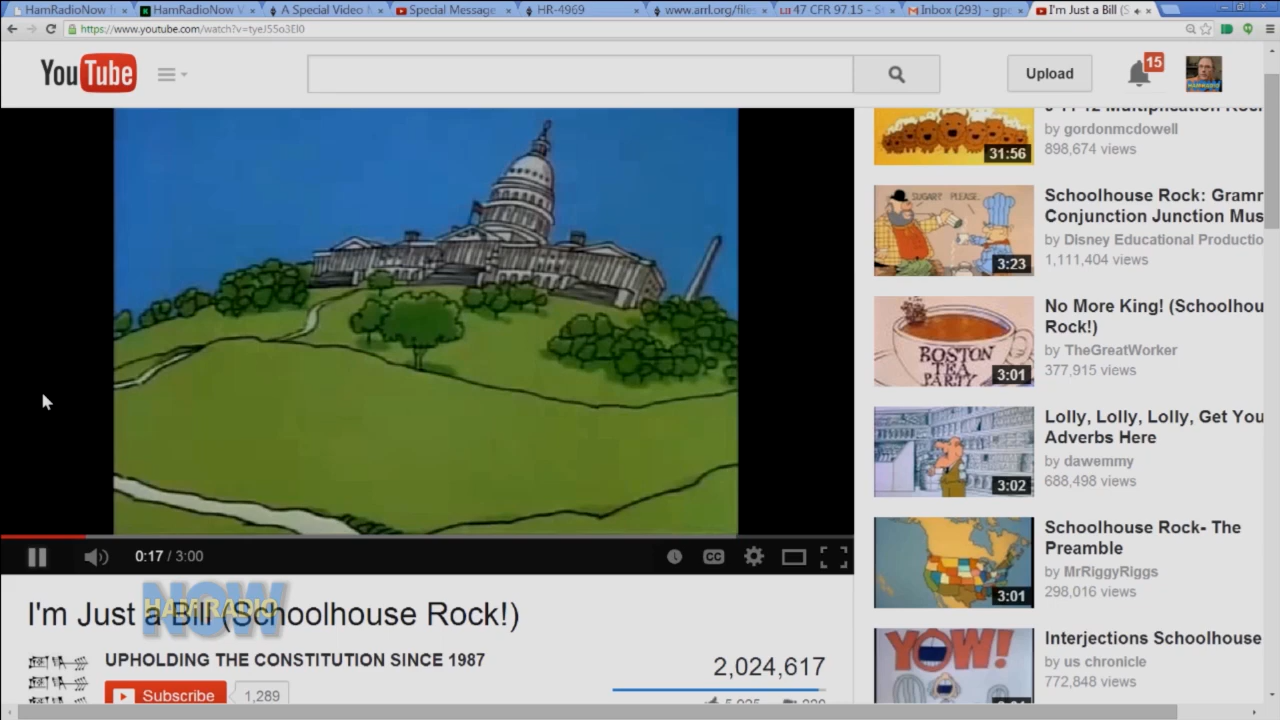 HamRadioNow
HamRadioNow V
A Special Video
Special Message
HR-4969
www.arrl.org/files
47 CFR 97.15 - S
Inbox (293) - gpe
I'm Just a Bill (S
https://www.youtube.com/watch?v=tyeJ55o3El0
YouTube
Upload
15
31:56
by gordonmcdowell
898,674 views
SUGAR? PLEASE..
3:23
Schoolhouse Rock: Gramr
Conjunction Junction Mus
by Disney Educational Productio
1,111,404 views
BOSTON
TEA
PARTY
3:01
No More King! (Schoolhou
Rock!)
by TheGreatWorker
377,915 views
3:02
Lolly, Lolly, Lolly, Get You
Adverbs Here
by dawemmy
688,498 views
3:01
Schoolhouse Rock- The
Preamble
by MrRiggyRiggs
298,016 views
YOW!
Interjections Schoolhouse
by us chronicle
772,848 views
0:17 / 3:00
CC
I'm Just a Bill (Schoolhouse Rock!)
HAM RADIO
NOW
UPHOLDING THE CONSTITUTION SINCE 1987
Subscribe 1,289
2,024,617